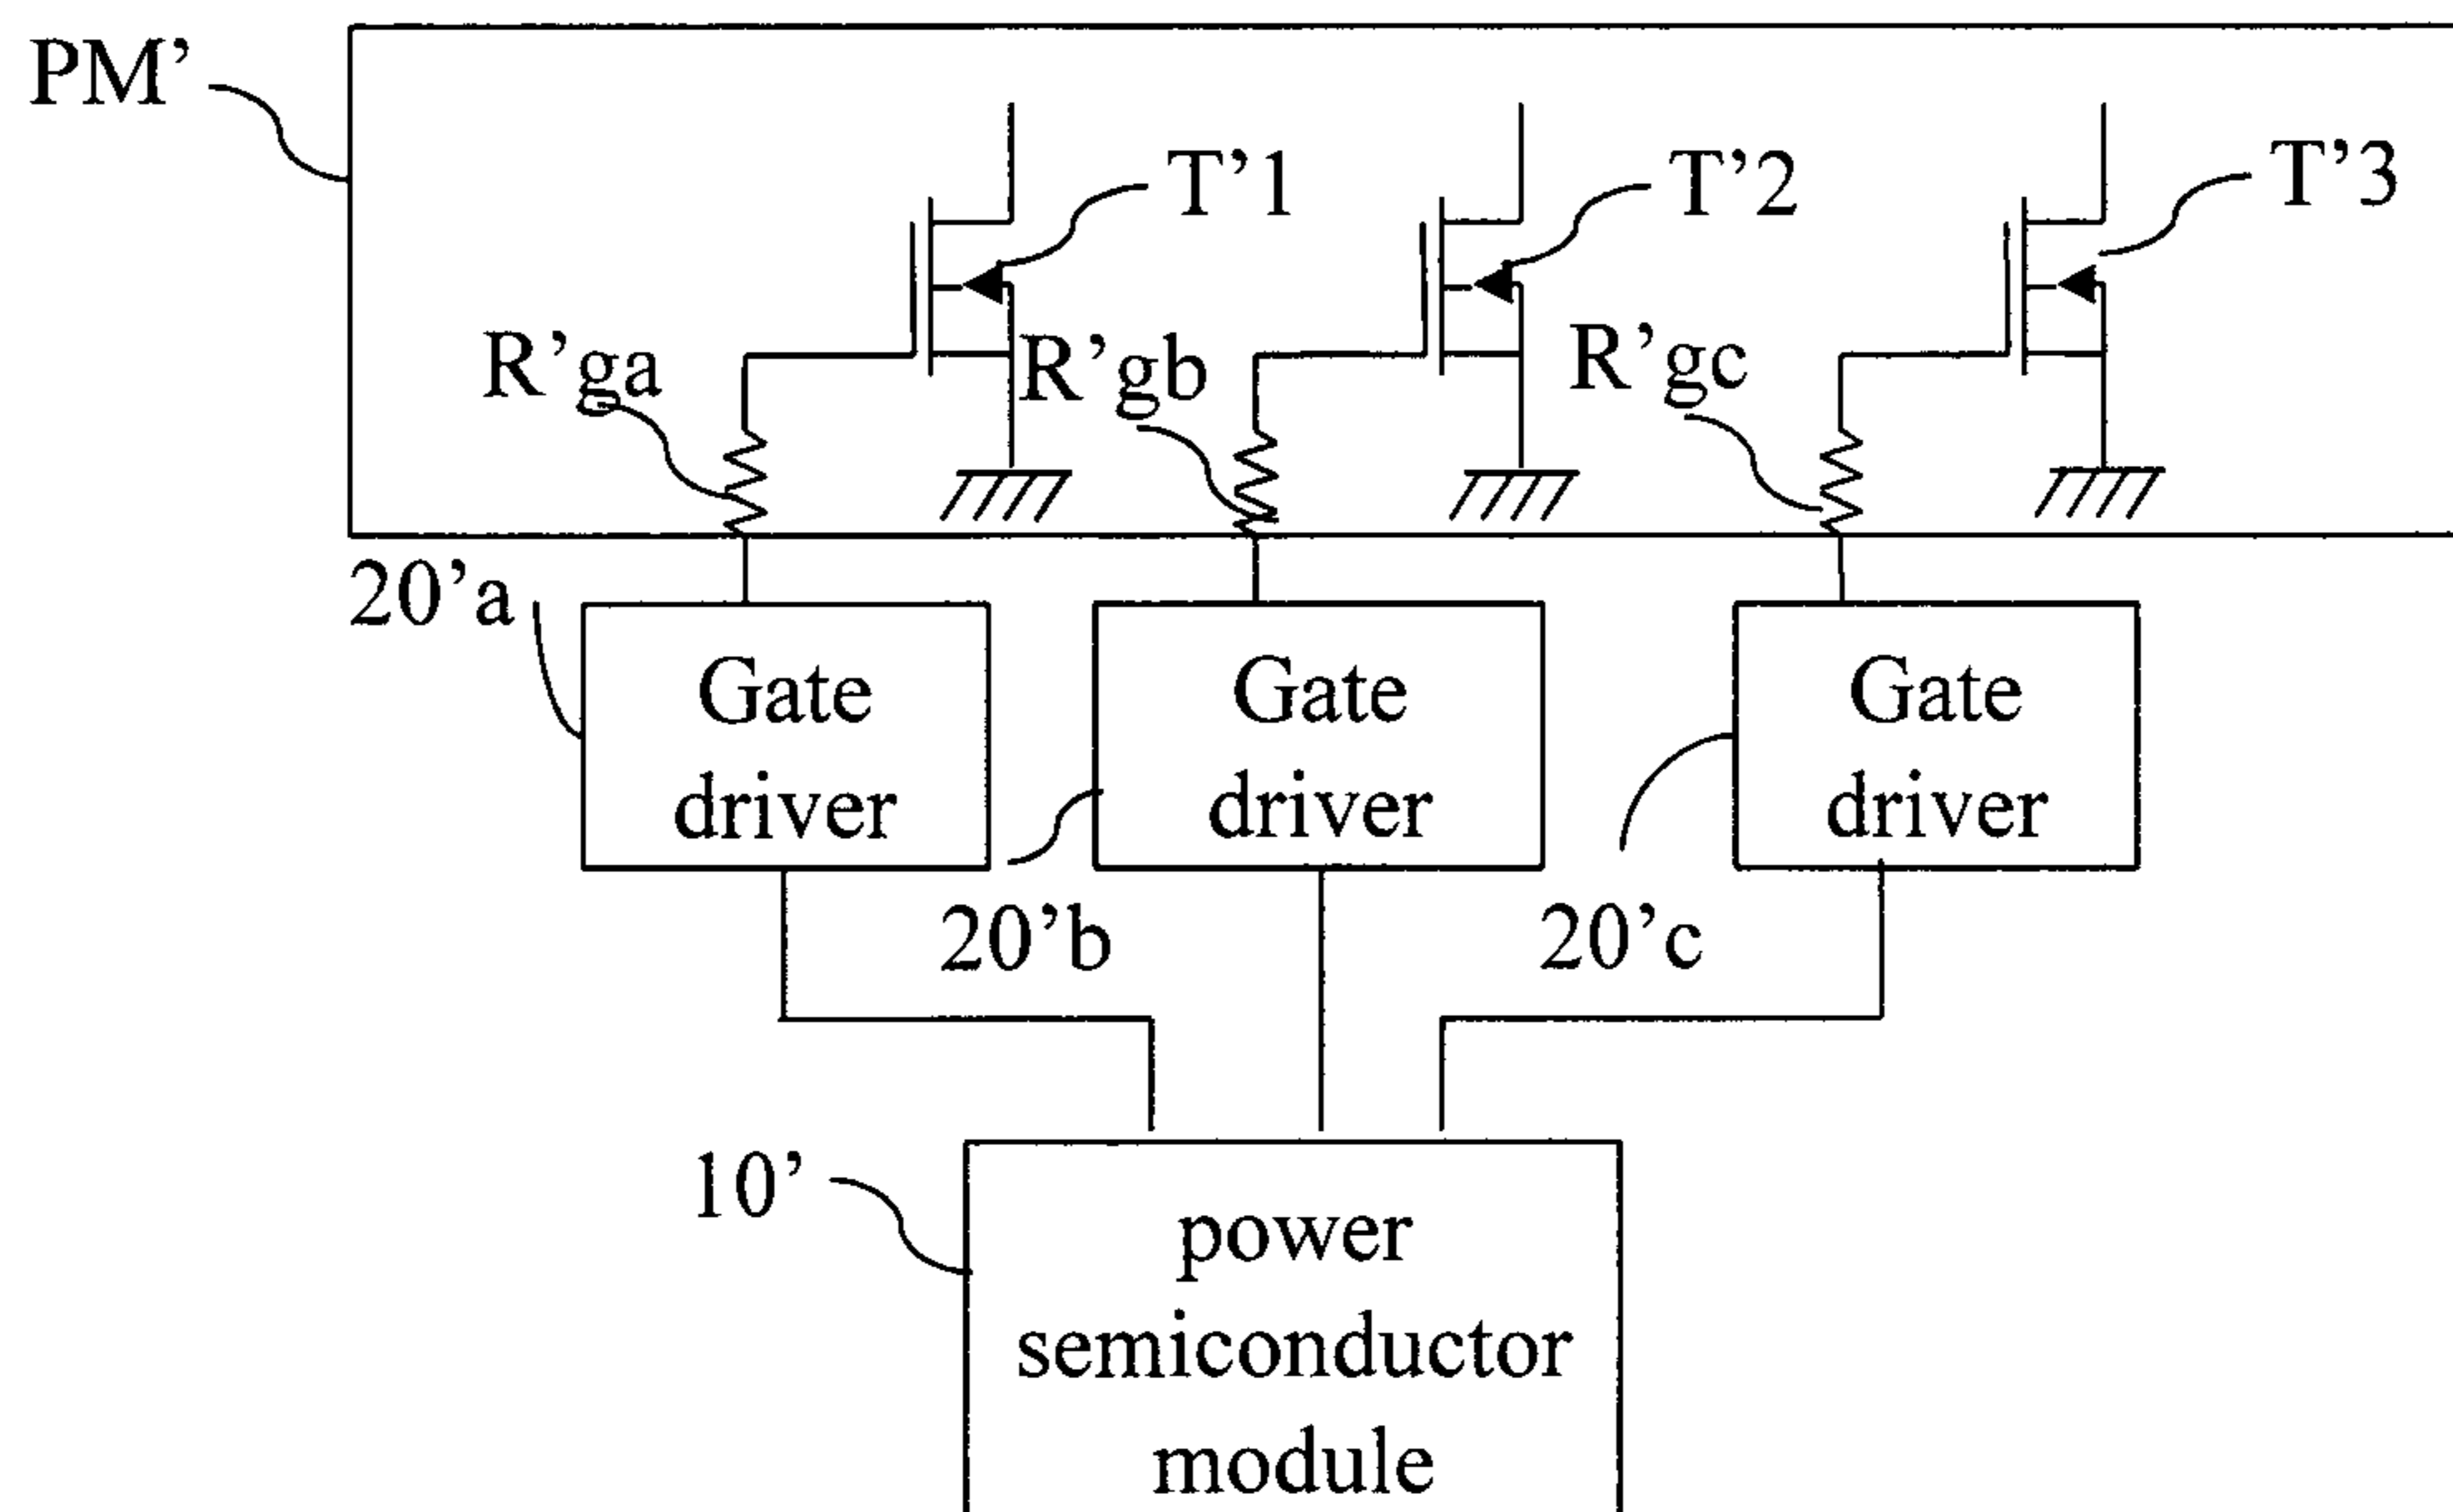 PM’
T’1
T’2
T’3
R’ga
R’gb
R’gc
20’a
Gate
driver
Gate
driver
Gate
driver
20’b
20’c
10’
power
semiconductor
module